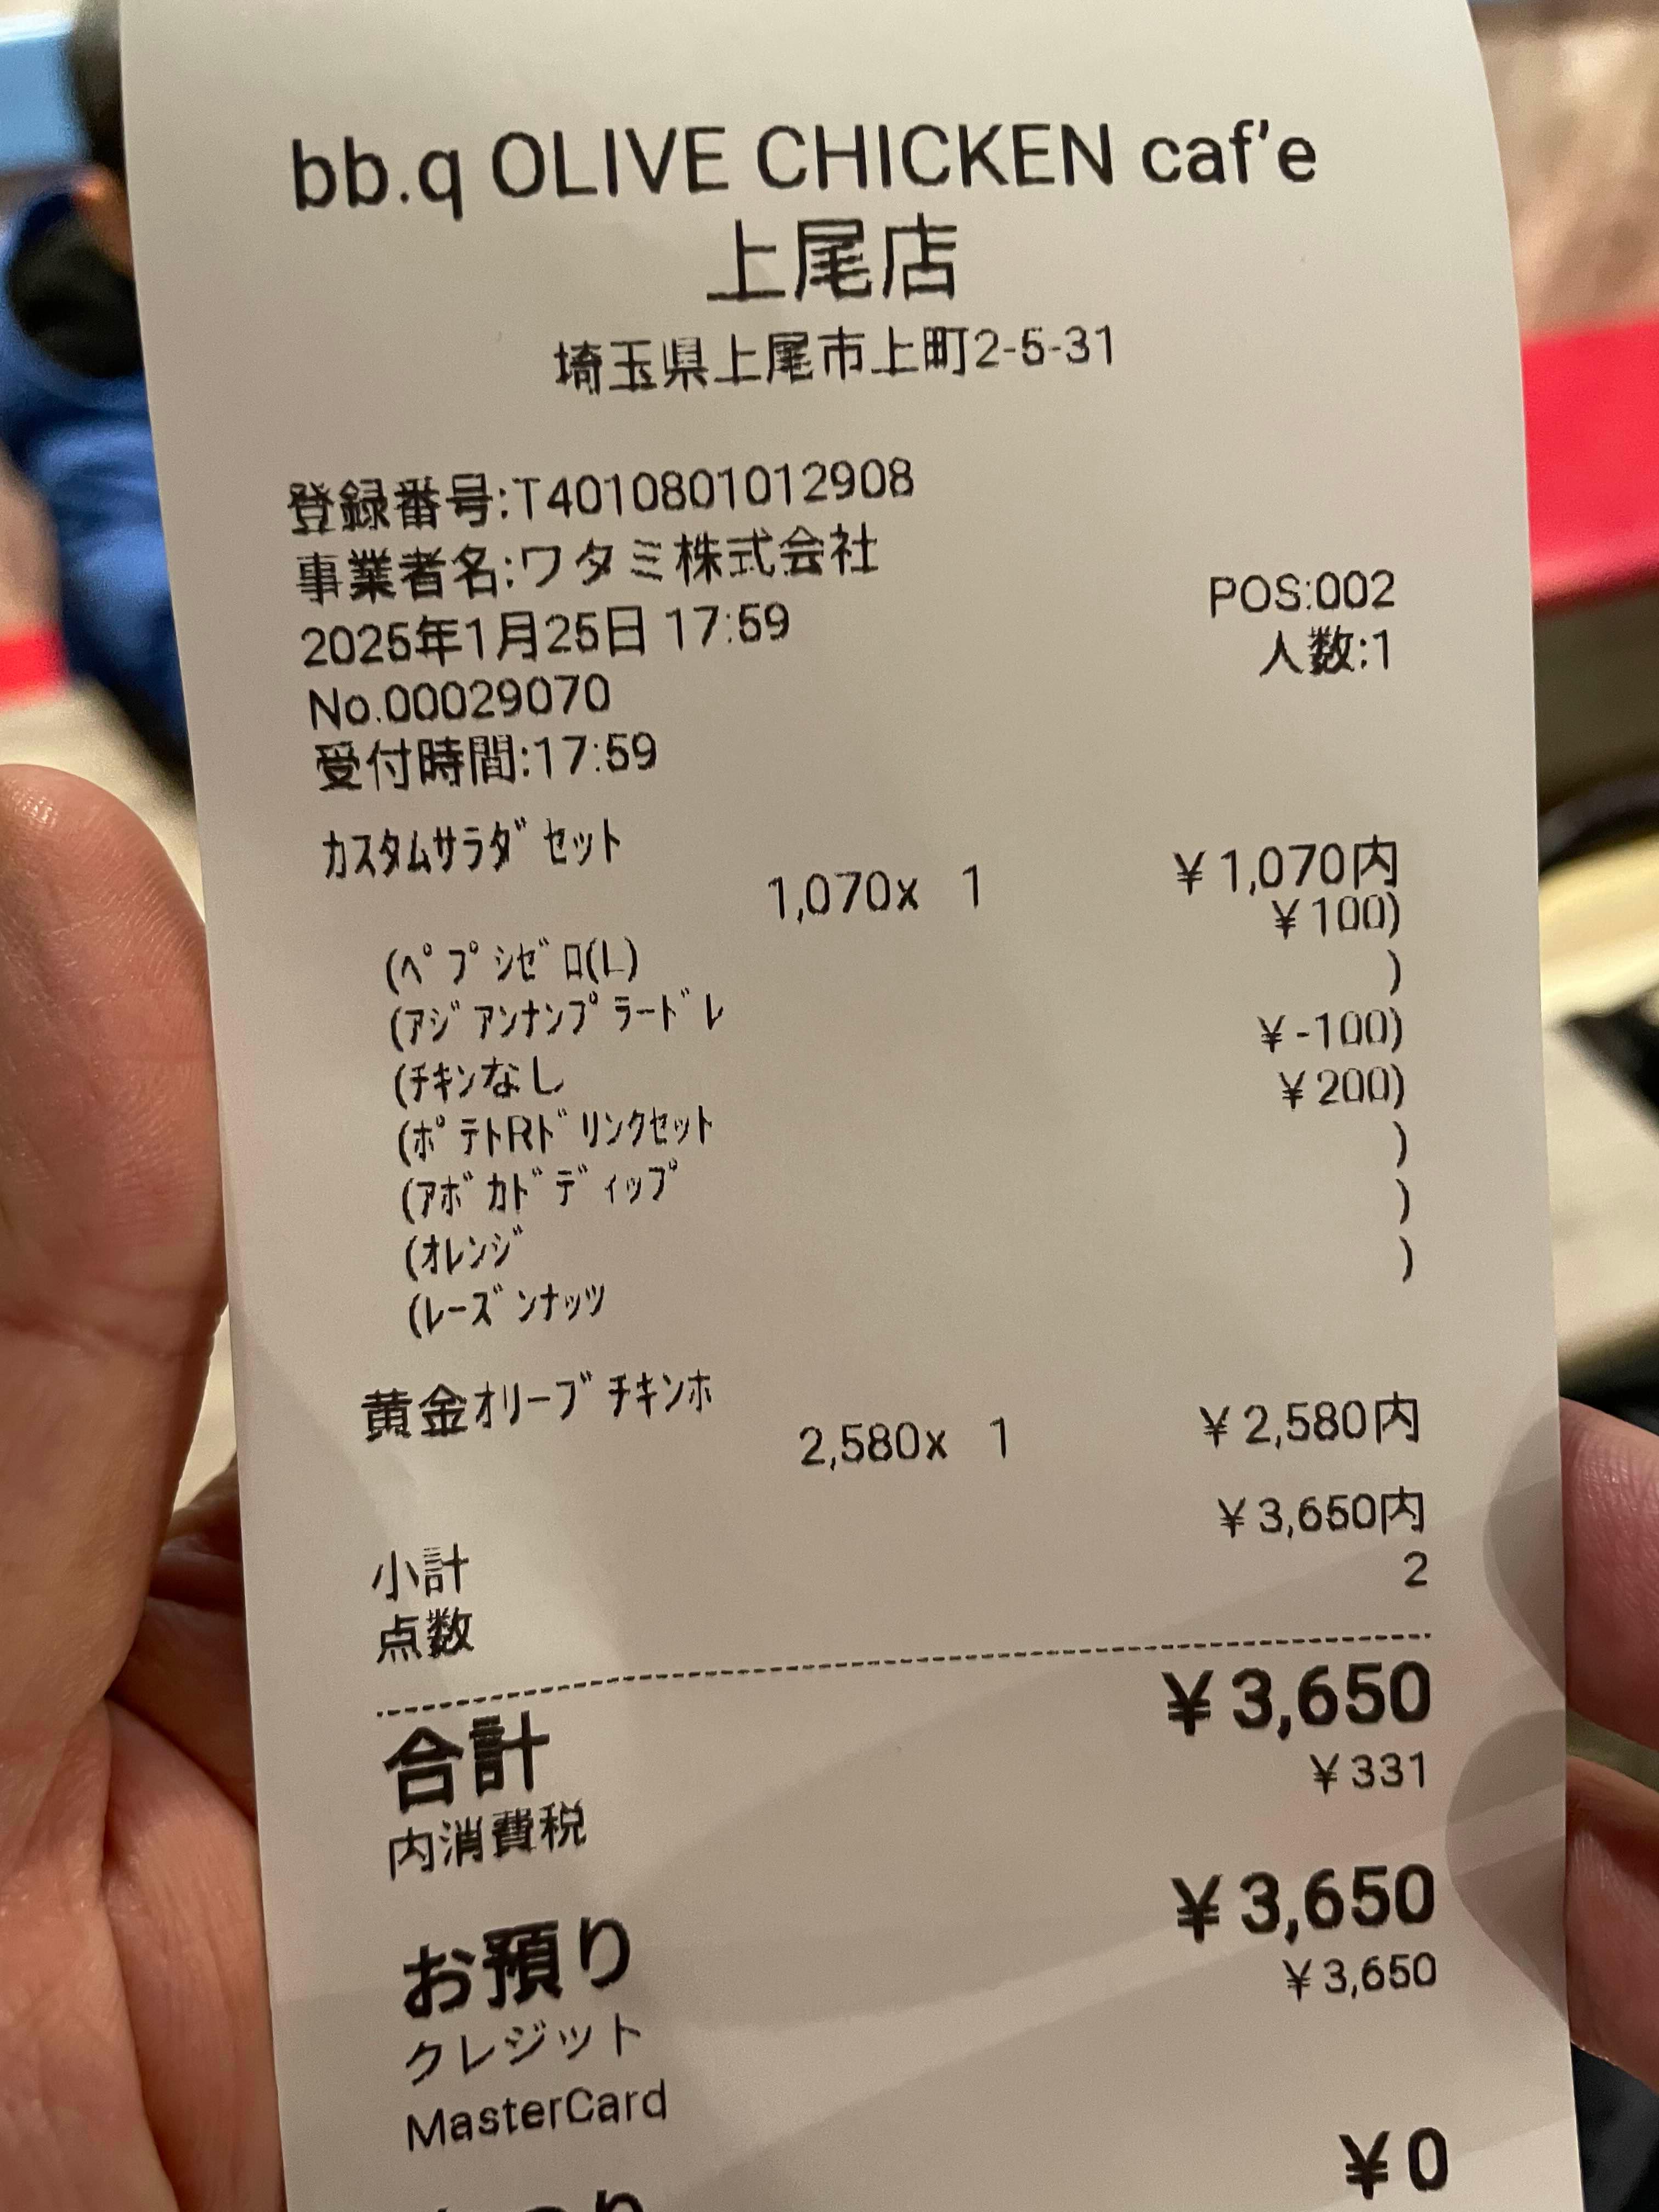 bb.q OLIVE CHICKEN caf'e
上尾店
埼玉県上尾市上町2-5-31
登録番号:T4010801012908
事業者名:ワタミ株式会社
2025年1月25日 17:59 POS:002
No.00029070 人数:1
受付時間:17:59
ｶｽﾀﾑｻﾗﾀﾞｾｯﾄ
1,070x 1 ¥1,070内
(ﾍﾟﾌﾟｼｾﾞﾛ(L) ¥100)
(ｱｼﾞｱﾝﾅﾝﾌﾟﾗｰﾄﾞﾚ )
(ﾁｷﾝなし ¥-100)
(ﾎﾟﾃﾄRﾄﾞﾘﾝｸｾｯﾄ ¥200)
(ｱﾎﾞｶﾄﾞﾃﾞｨｯﾌﾟ )
(ｵﾚﾝｼﾞ )
(ﾚｰｽﾞﾝﾅｯﾂ )
黄金ｵﾘｰﾌﾞﾁｷﾝﾎ
2,580x 1 ¥2,580内
小計 ¥3,650内
点数 2
合計 ¥3,650
内消費税 ¥331
お預り ¥3,650
クレジット ¥3,650
MasterCard
¥0